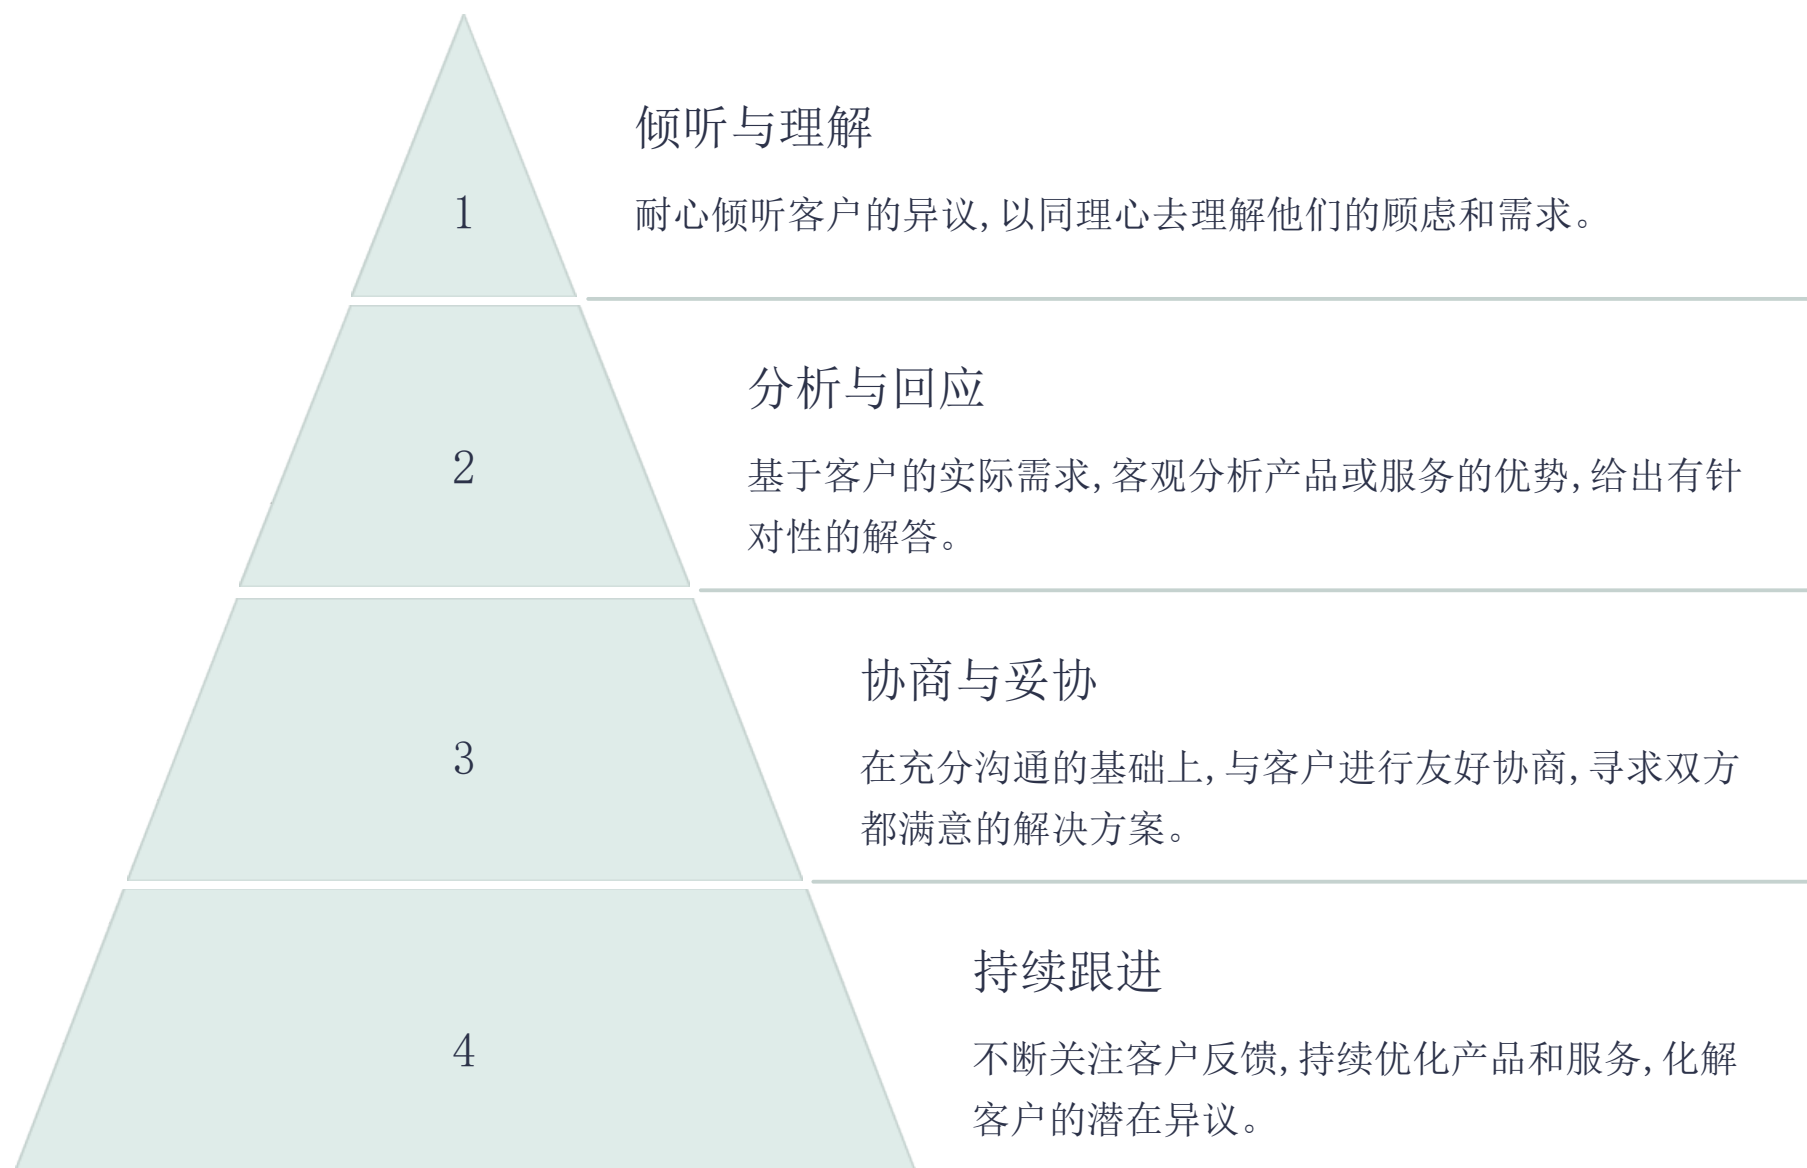 1
倾听与理解
耐心倾听客户的异议,以同理心去理解他们的顾虑和需求。
2
分析与回应
基于客户的实际需求,客观分析产品或服务的优势,给出有针
对性的解答。
3
协商与妥协
在充分沟通的基础上,与客户进行友好协商,寻求双方
都满意的解决方案。
4
持续跟进
不断关注客户反馈,持续优化产品和服务,化解
客户的潜在异议。